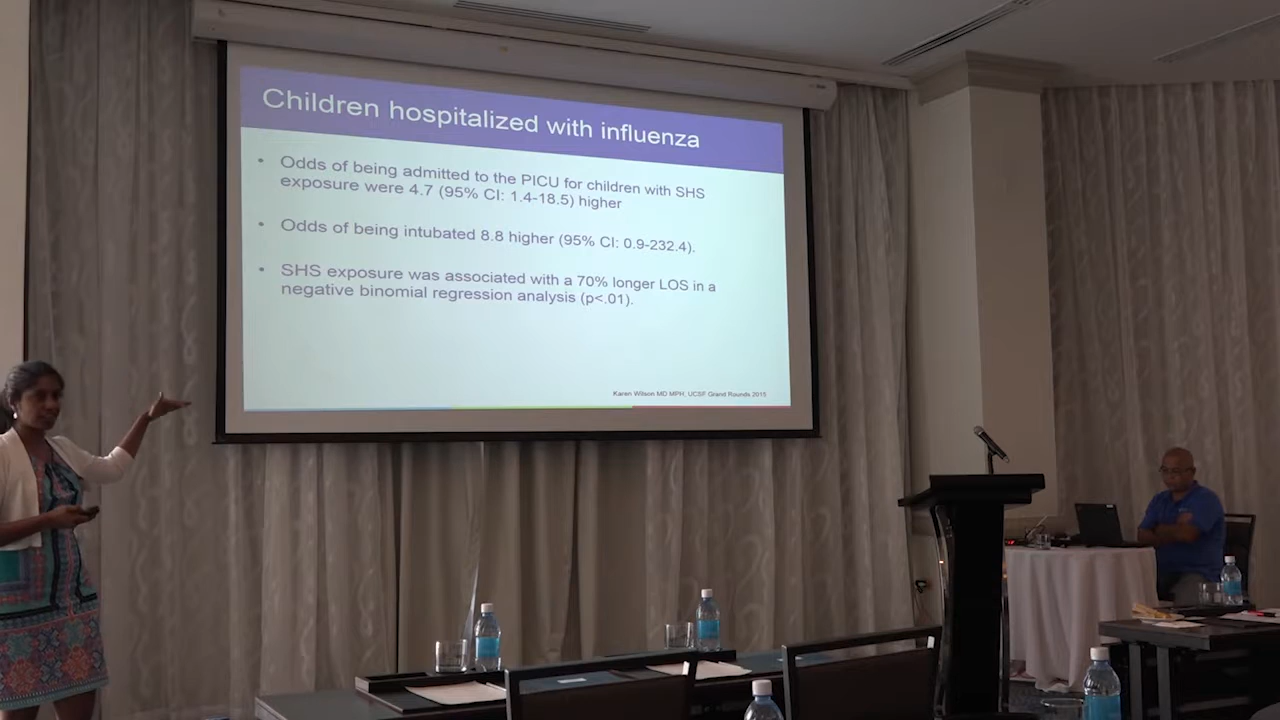 Children hospitalized with influenza
• Odds of being admitted to the PICU for children with SHS
exposure were 4.7 (95% CI: 1.4-18.5) higher
• Odds of being intubated 8.8 higher (95% CI: 0.9-232.4).
• SHS exposure was associated with a 70% longer LOS in a
negative binomial regression analysis (p<.01).
Karen Wilson MD MPH, UCSF Grand Rounds 2015